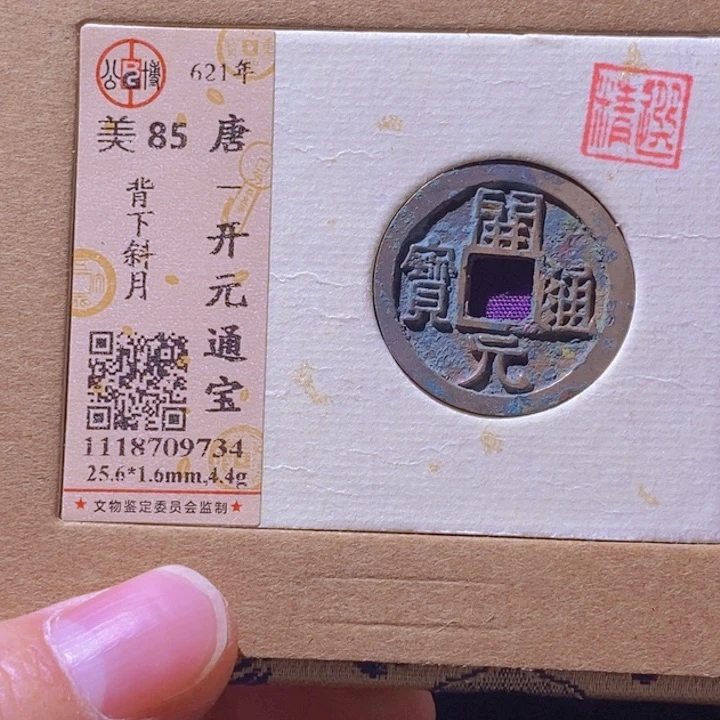 公博
621年
美 85
唐一开元通宝
背下斜月
1118709734
25.6*1.6mm,4.4g
★ 文物鉴定委员会监制 ★
精選
開元通寶